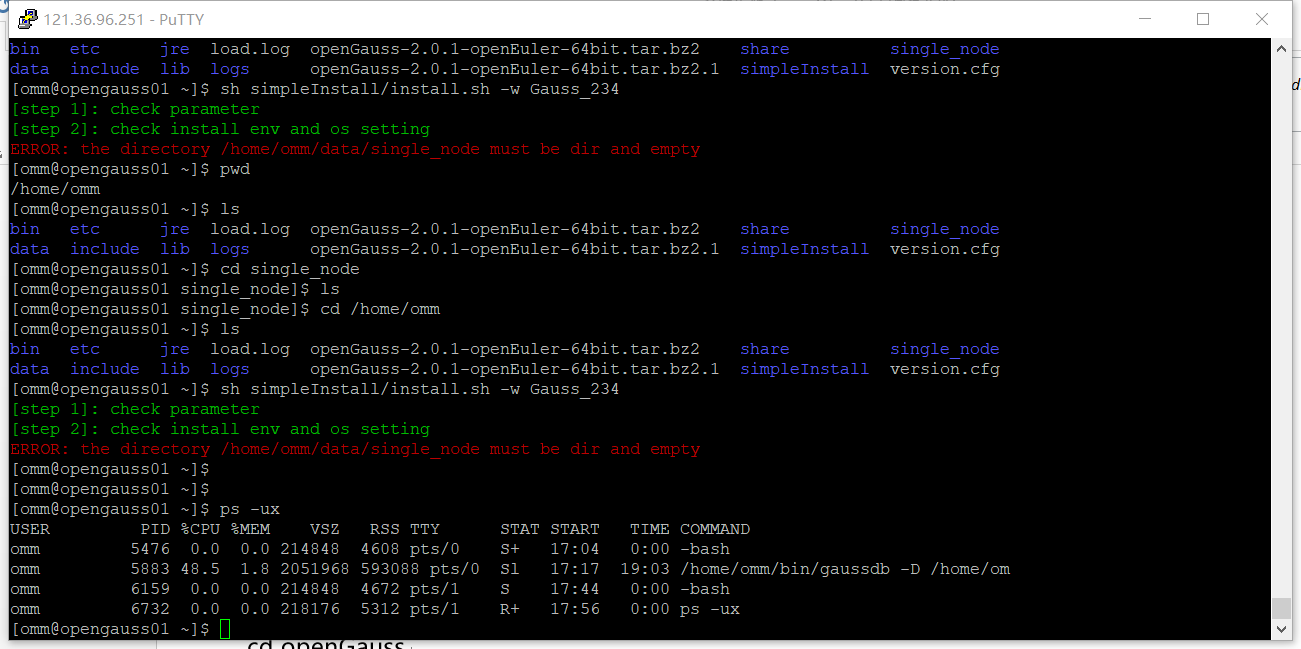 121.36.96.251 - PuTTY
bin   etc      jre  load.log  openGauss-2.0.1-openEuler-64bit.tar.bz2    share          single_node
data  include  lib  logs      openGauss-2.0.1-openEuler-64bit.tar.bz2.1  simpleInstall  version.cfg
[omm@opengauss01 ~]$ sh simpleInstall/install.sh -w Gauss_234
[step 1]: check parameter
[step 2]: check install env and os setting
ERROR: the directory /home/omm/data/single_node must be dir and empty
[omm@opengauss01 ~]$ pwd
/home/omm
[omm@opengauss01 ~]$ ls
bin   etc      jre  load.log  openGauss-2.0.1-openEuler-64bit.tar.bz2    share          single_node
data  include  lib  logs      openGauss-2.0.1-openEuler-64bit.tar.bz2.1  simpleInstall  version.cfg
[omm@opengauss01 ~]$ cd single_node
[omm@opengauss01 single_node]$ ls
[omm@opengauss01 single_node]$ cd /home/omm
[omm@opengauss01 ~]$ ls
bin   etc      jre  load.log  openGauss-2.0.1-openEuler-64bit.tar.bz2    share          single_node
data  include  lib  logs      openGauss-2.0.1-openEuler-64bit.tar.bz2.1  simpleInstall  version.cfg
[omm@opengauss01 ~]$ sh simpleInstall/install.sh -w Gauss_234
[step 1]: check parameter
[step 2]: check install env and os setting
ERROR: the directory /home/omm/data/single_node must be dir and empty
[omm@opengauss01 ~]$
[omm@opengauss01 ~]$
[omm@opengauss01 ~]$ ps -ux
USER         PID %CPU %MEM    VSZ   RSS TTY      STAT START   TIME COMMAND
omm         5476  0.0  0.0 214848  4608 pts/0    S+   17:04   0:00 -bash
omm         5883 48.5  1.8 2051968 593088 pts/0  Sl   17:17  19:03 /home/omm/bin/gaussdb -D /home/om
omm         6159  0.0  0.0 214848  4672 pts/1    S    17:44   0:00 -bash
omm         6732  0.0  0.0 218176  5312 pts/1    R+   17:56   0:00 ps -ux
[omm@opengauss01 ~]$
cd openGauss